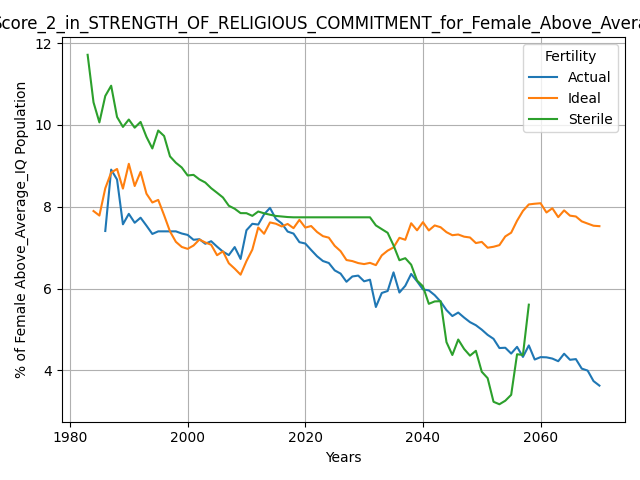 Score_2_in_STRENGTH_OF_RELIGIOUS_COMMITMENT_for_Female_Above_Avera
% of Female Above_Average_IQ Population
12
10
8
6
4
Fertility
Actual
Ideal
Sterile
1980
2000
2020
2040
2060
Years